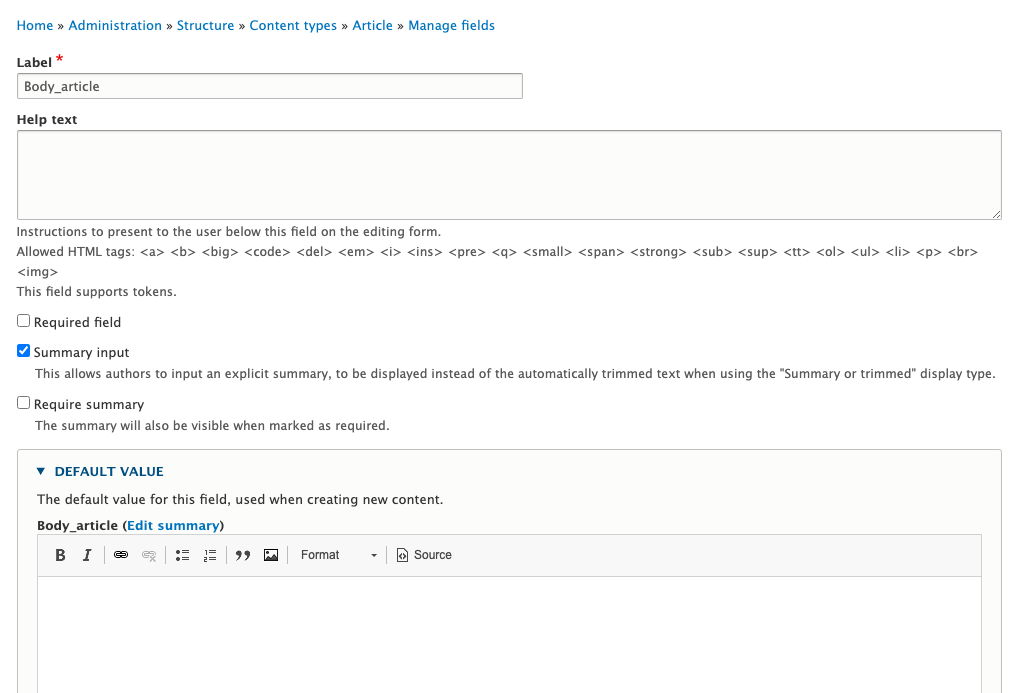 Home » Administration » Structure » Content types » Article » Manage fields
Label *
Body_article
Help text
Instructions to present to the user below this field on the editing form.
Allowed HTML tags: <a> <b> <big> <code> <del> <em> <i> <ins> <pre> <q> <small> <span> <strong> <sub> <sup> <tt> <ol> <ul> <li> <p> <br>
<img>
This field supports tokens.
Required field
Summary input
This allows authors to input an explicit summary, to be displayed instead of the automatically trimmed text when using the "Summary or trimmed" display type.
Require summary
The summary will also be visible when marked as required.
DEFAULT VALUE
The default value for this field, used when creating new content.
Body_article (Edit summary)
B I Format Source